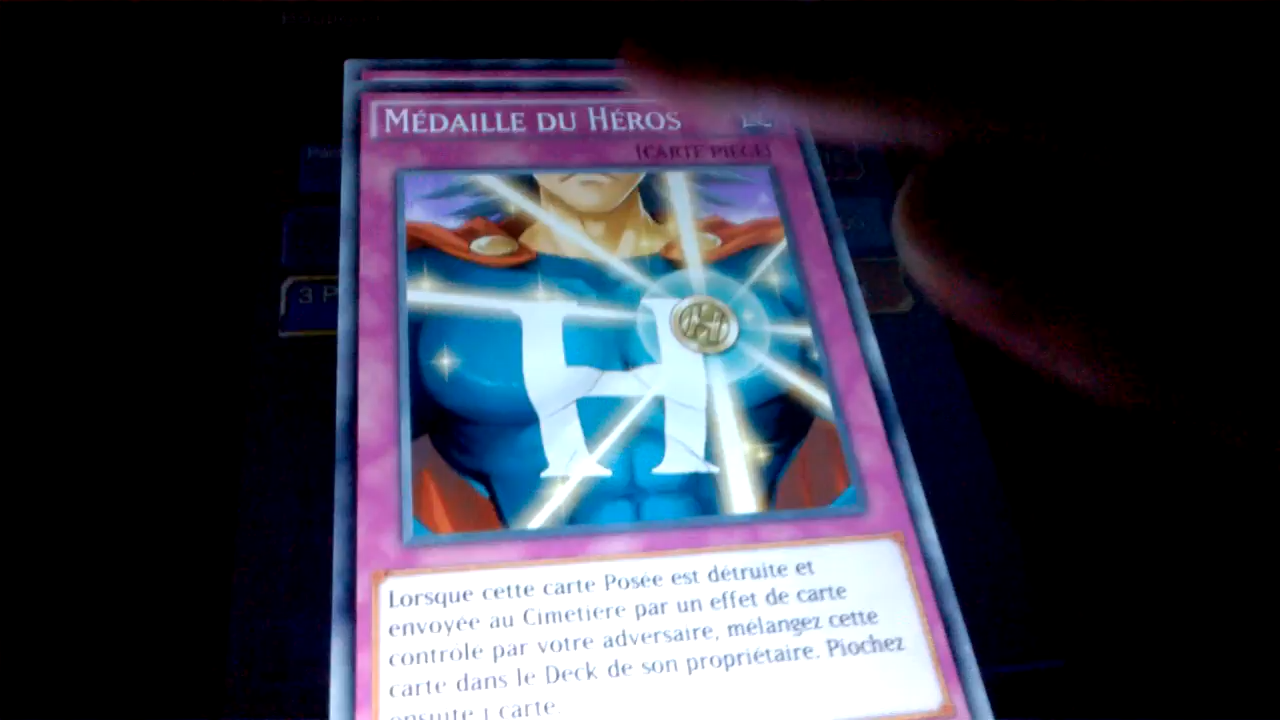 MÉDAILLE DU HÉROS
[CARTE PIÈGE]
H
H
3 P
Lorsque cette carte Posée est détruite et
envoyée au Cimetière par un effet de carte
contrôlé par votre adversaire, mélangez cette
carte dans le Deck de son propriétaire. Piochez
ensuite 1 carte.